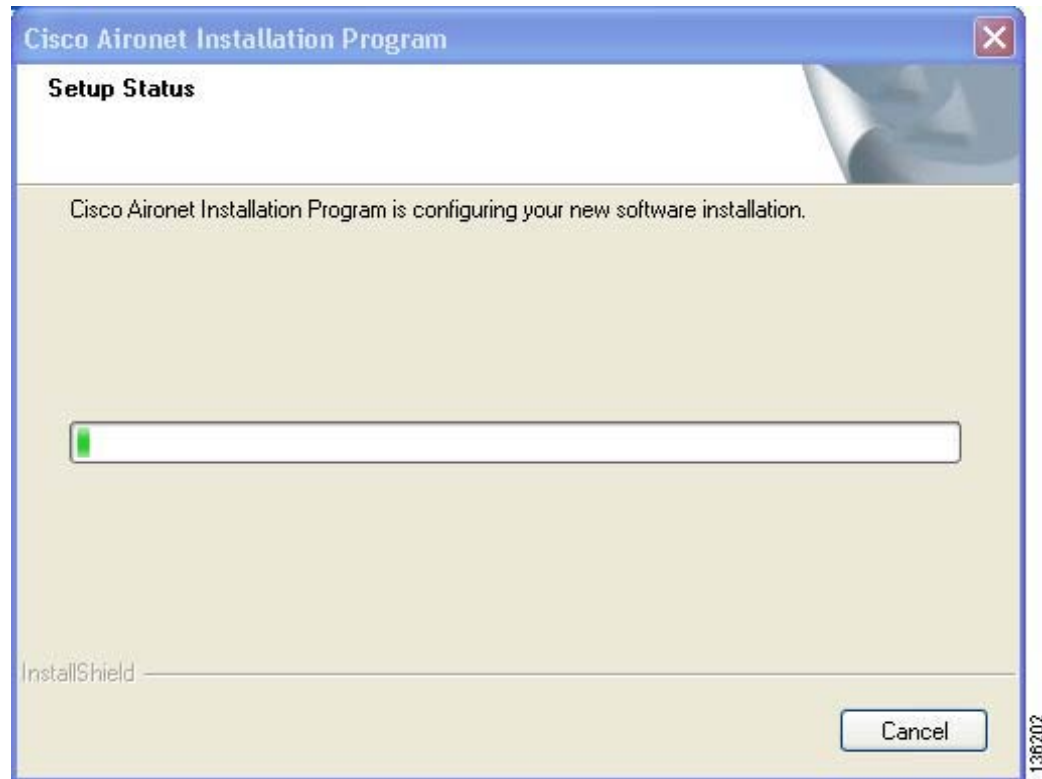 Cisco Aironet Installation Program
Setup Status
Cisco Aironet Installation Program is configuring your new software installation.
InstallShield
Cancel
136202